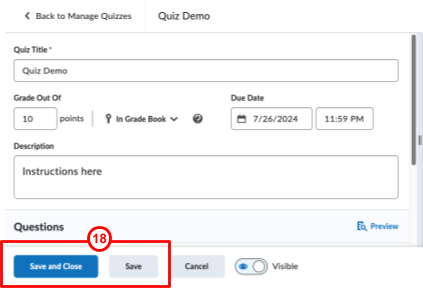 Back to Manage Quizzes Quiz Demo
Quiz Title *
Quiz Demo
Grade Out Of Due Date
10 points In Grade Book 7/26/2024 11:59 PM
Description
Instructions here
Questions Preview
18
Save and Close Save Cancel Visible